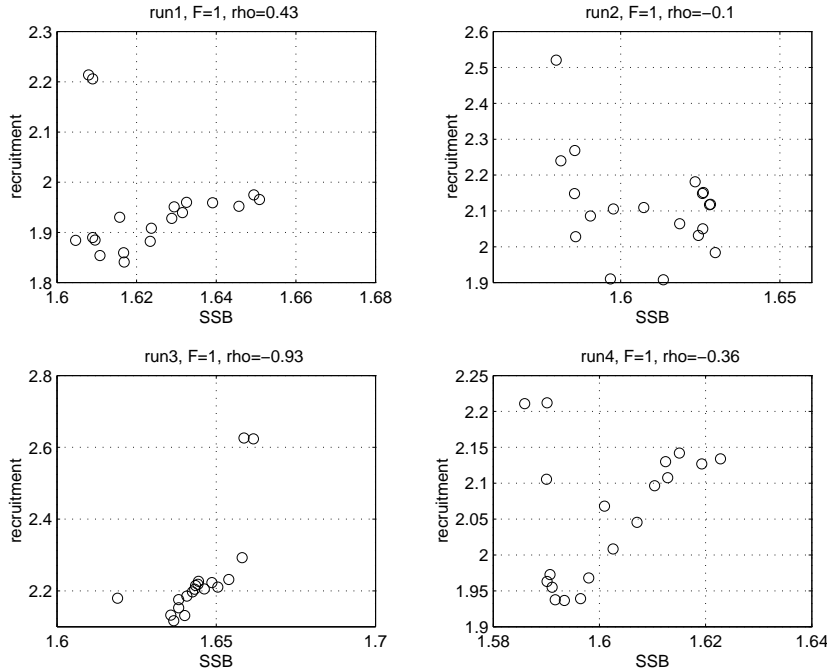 run1, F=1, rho=0.43
2.3
2.2
2.1
2
1.9
1.8
recruitment
1.6 1.62 1.64 1.66 1.68
SSB
run2, F=1, rho=−0.1
2.6
2.5
2.4
2.3
2.2
2.1
2
1.9
recruitment
1.6 1.65
SSB
run3, F=1, rho=−0.93
2.8
2.6
2.4
2.2
recruitment
1.6 1.65 1.7
SSB
run4, F=1, rho=−0.36
2.25
2.2
2.15
2.1
2.05
2
1.95
1.9
recruitment
1.58 1.6 1.62 1.64
SSB